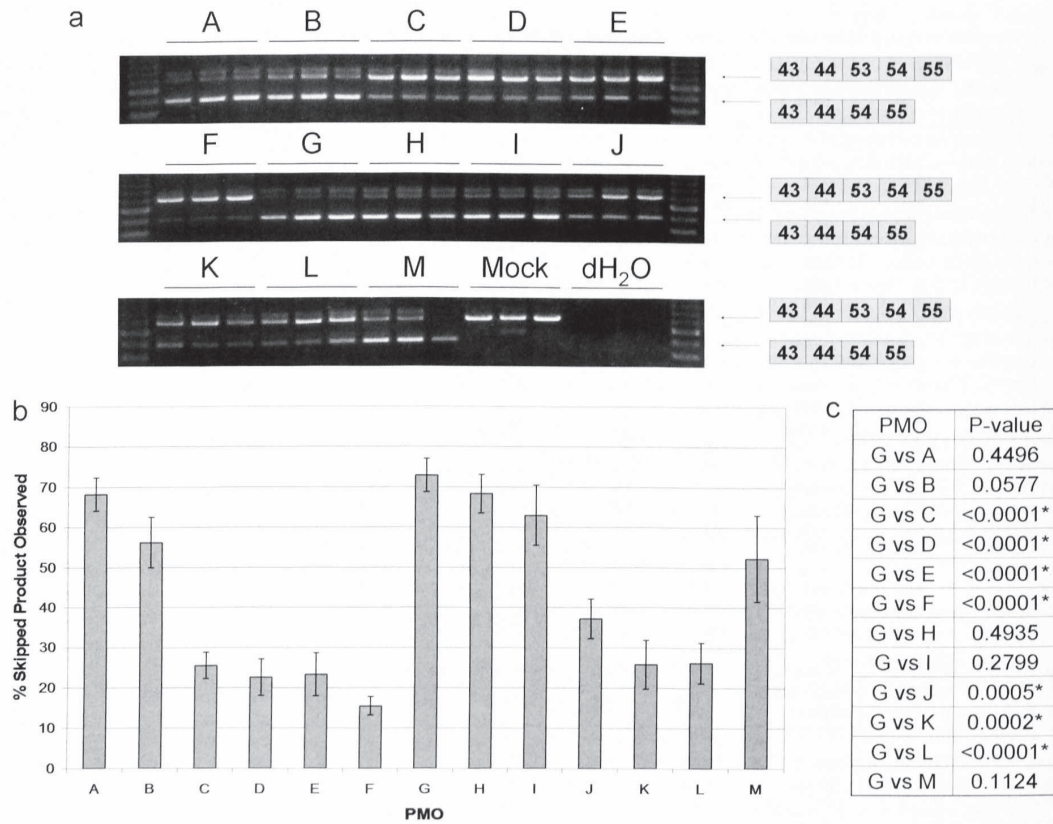 a
A B C D E
43 44 53 54 55
43 44 54 55
F G H I J
43 44 53 54 55
43 44 54 55
K L M Mock dH₂O
43 44 53 54 55
43 44 54 55
b
% Skipped Product Observed
90
80
70
60
50
40
30
20
10
0
A B C D E F G H I J K L M
PMO
c
PMO P-value
G vs A 0.4496
G vs B 0.0577
G vs C <0.0001*
G vs D <0.0001*
G vs E <0.0001*
G vs F <0.0001*
G vs H 0.4935
G vs I 0.2799
G vs J 0.0005*
G vs K 0.0002*
G vs L <0.0001*
G vs M 0.1124